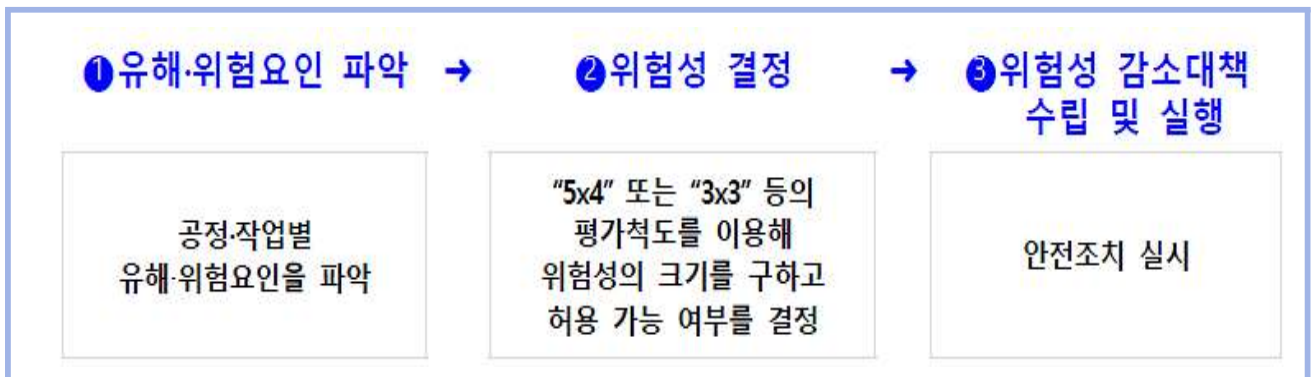 ❶유해·위험요인 파악 → ❷위험성 결정 → ❸위험성 감소대책
수립 및 실행
공정·작업별
유해·위험요인을 파악
“5x4” 또는 “3x3” 등의
평가척도를 이용해
위험성의 크기를 구하고
허용 가능 여부를 결정
안전조치 실시